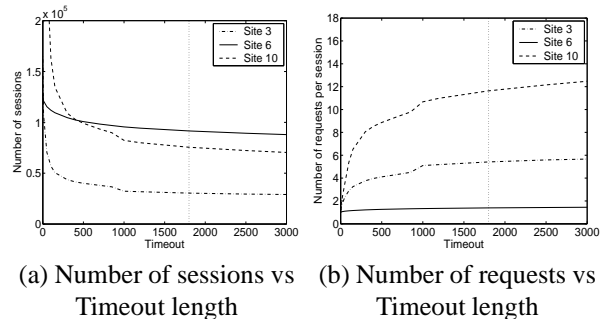 x 10^5
2
1.5
1
0.5
0
Number of sessions
0 500 1000 1500 2000 2500 3000
Timeout
Site 3
Site 6
Site 10
18
16
14
12
10
8
6
4
2
0
Number of requests per session
0 500 1000 1500 2000 2500 3000
Timeout
Site 3
Site 6
Site 10
(a) Number of sessions vs
Timeout length
(b) Number of requests vs
Timeout length